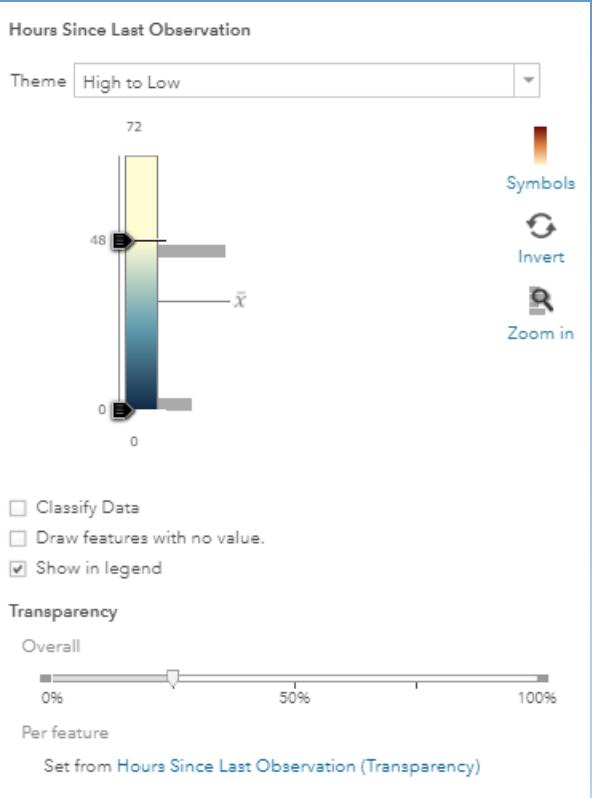 Hours Since Last Observation
Theme High to Low
72
Symbols
48
Invert
x̄
Zoom in
0
0
Classify Data
Draw features with no value.
Show in legend
Transparency
Overall
0% 50% 100%
Per feature
Set from Hours Since Last Observation (Transparency)